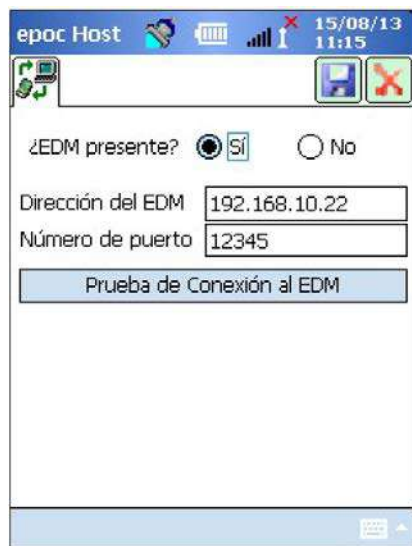 epoc Host 15/08/13
11:15
¿EDM presente? Sí No
Dirección del EDM 192.168.10.22
Número de puerto 12345
Prueba de Conexión al EDM